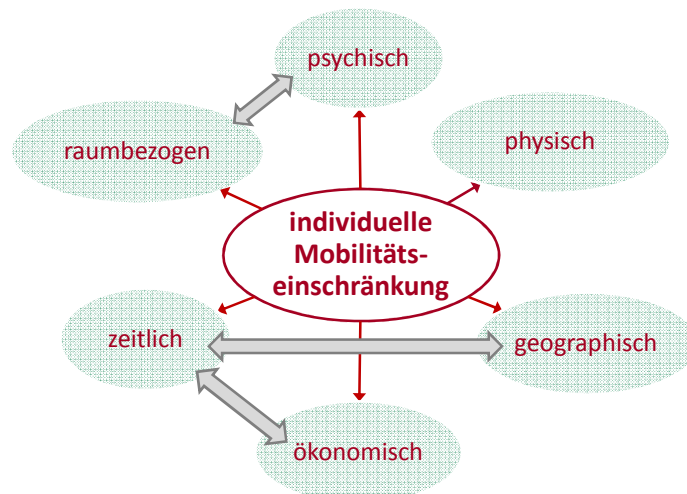 psychisch
raumbezogen
physisch
individuelle
Mobilitäts-
einschränkung
zeitlich
geographisch
ökonomisch